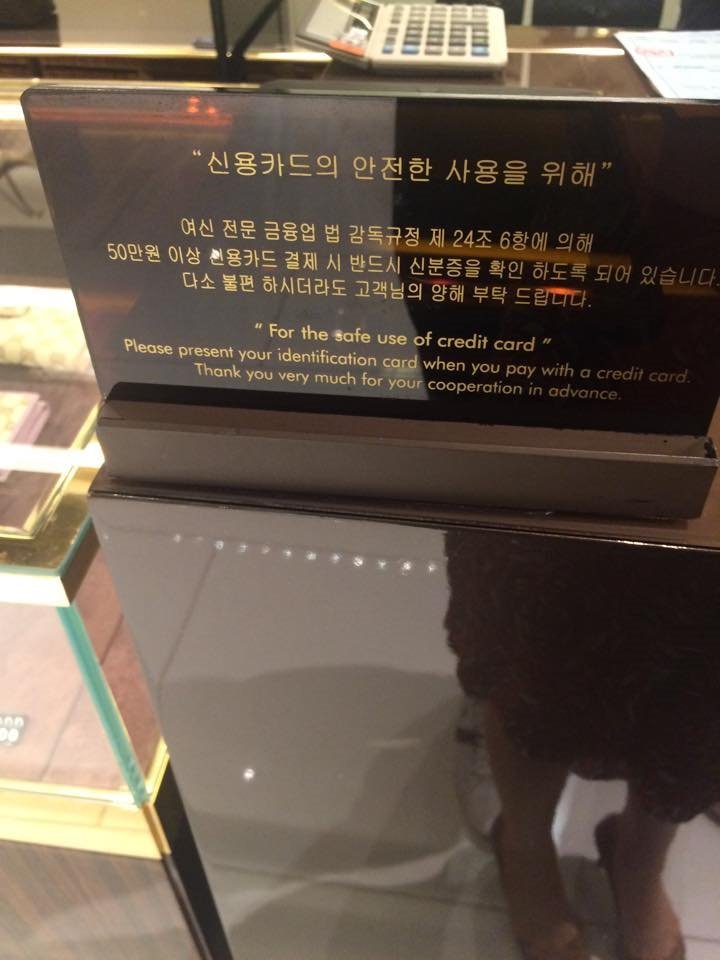 “신용카드의 안전한 사용을 위해”
여신 전문 금융업 법 감독규정 제 24조 6항에 의해
50만원 이상 신용카드 결제 시 반드시 신분증을 확인 하도록 되어 있습니다.
다소 불편 하시더라도 고객님의 양해 부탁 드립니다.
“ For the safe use of credit card ”
Please present your identification card when you pay with a credit card.
Thank you very much for your cooperation in advance.